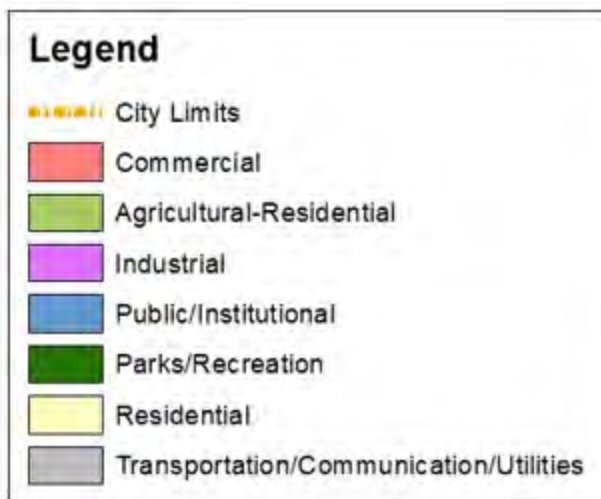 Legend
City Limits
Commercial
Agricultural-Residential
Industrial
Public/Institutional
Parks/Recreation
Residential
Transportation/Communication/Utilities